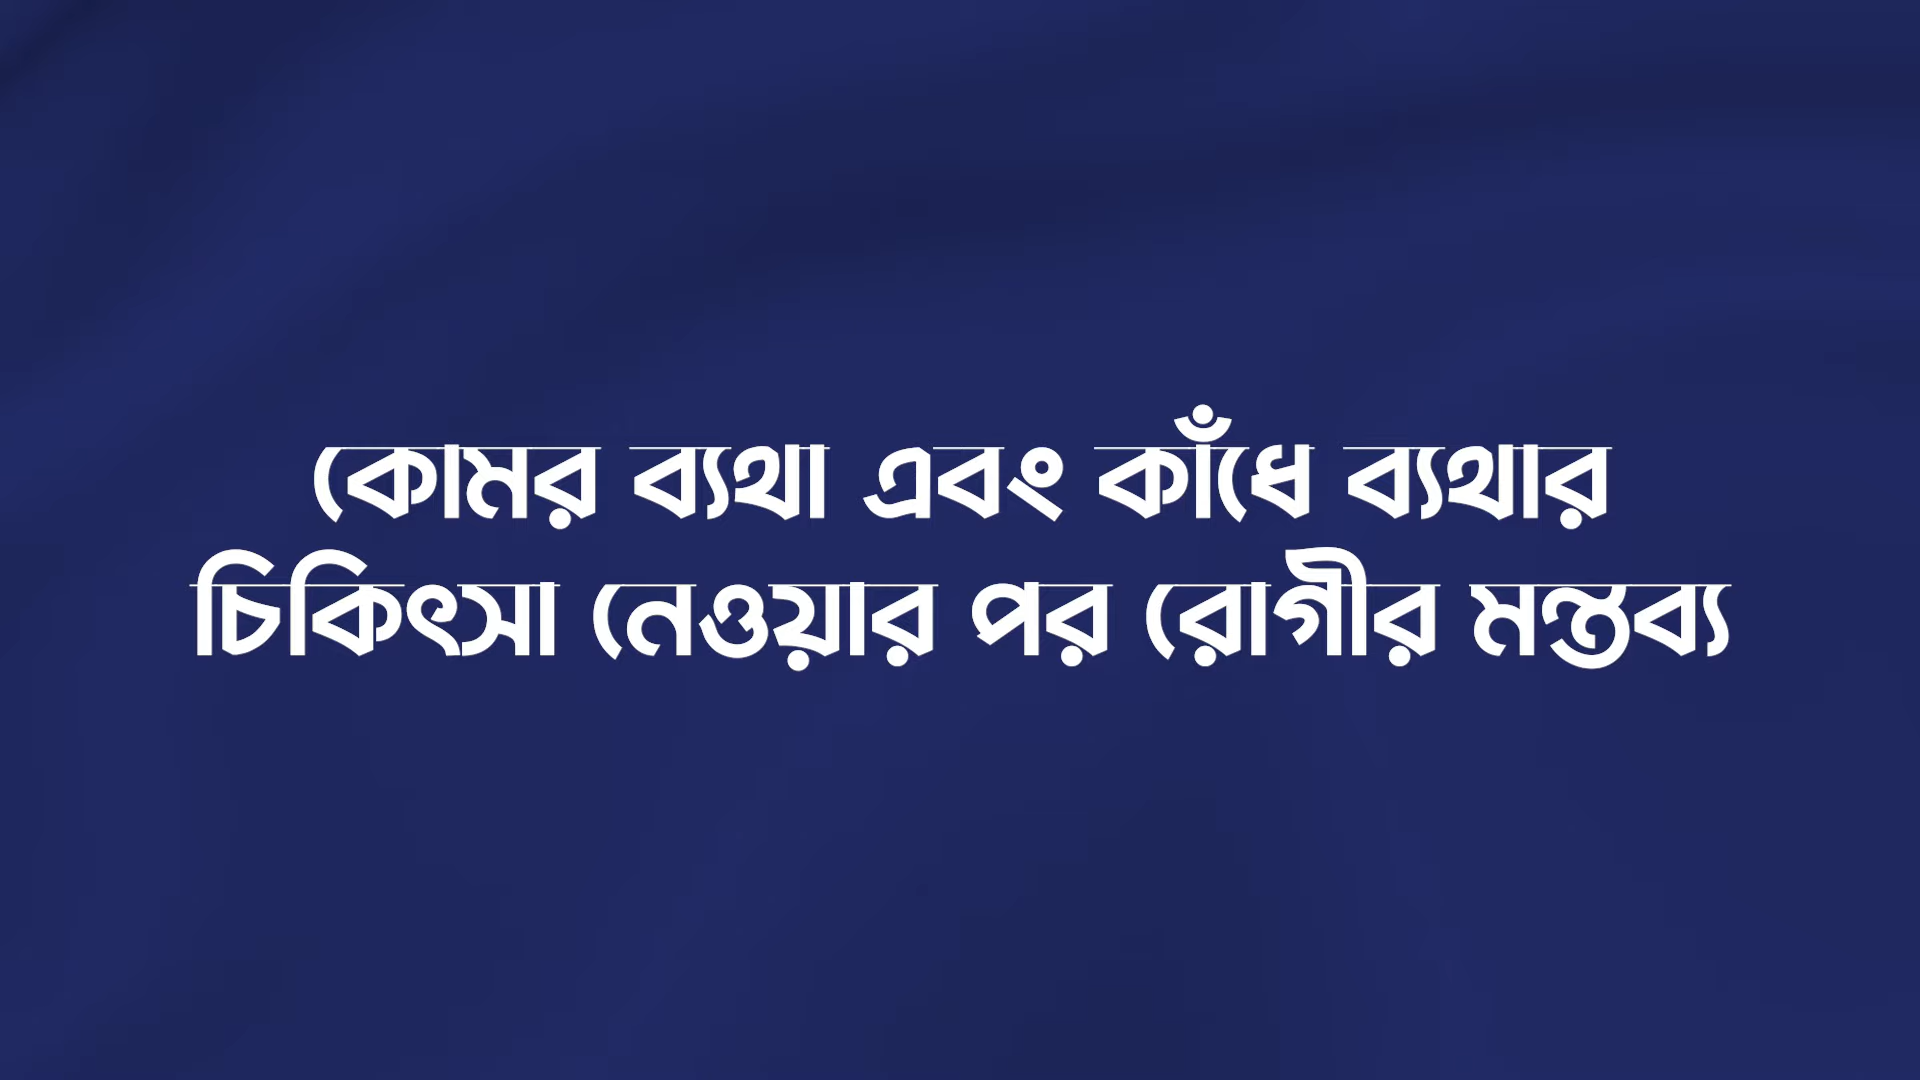 কোমর ব্যথা এবং কাঁধে ব্যথার
চিকিৎসা নেওয়ার পর রোগীর মন্তব্য